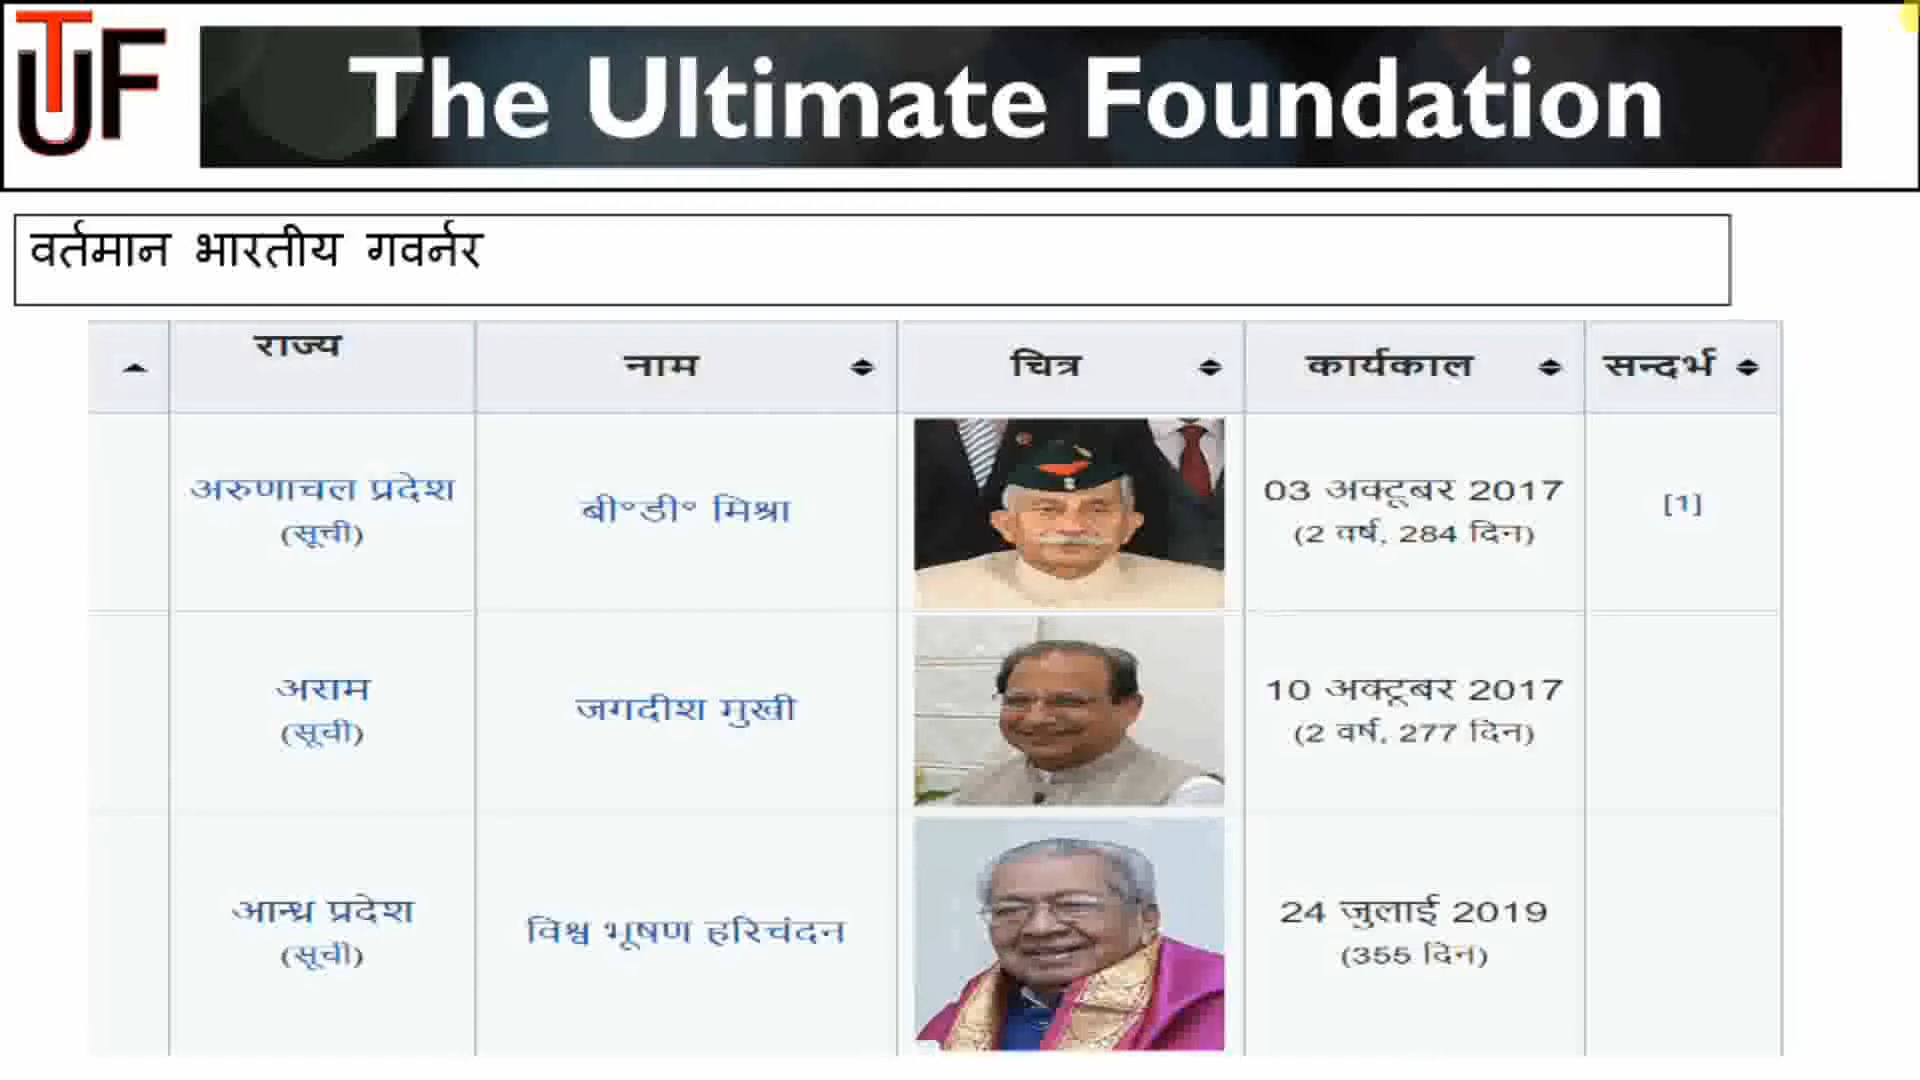 TUF
The Ultimate Foundation
वर्तमान भारतीय गवर्नर
राज्य
नाम
चित्र
कार्यकाल
सन्दर्भ
अरुणाचल प्रदेश
(सूची)
बी॰डी॰ मिश्रा
03 अक्टूबर 2017
(2 वर्ष, 284 दिन)
[1]
असम
(सूची)
जगदीश मुखी
10 अक्टूबर 2017
(2 वर्ष, 277 दिन)
आन्ध्र प्रदेश
(सूची)
विश्व भूषण हरिचंदन
24 जुलाई 2019
(355 दिन)